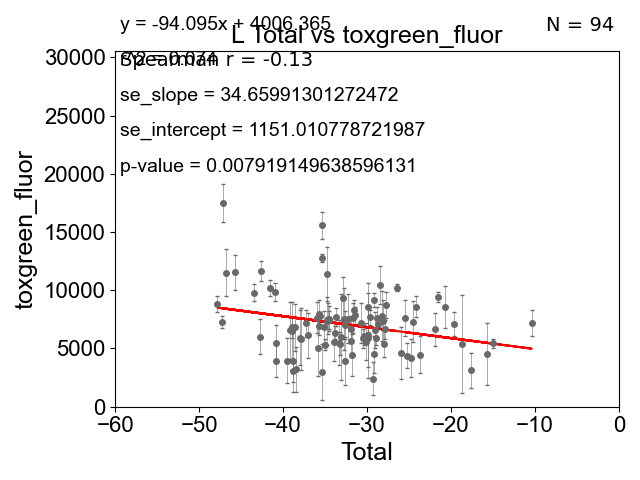 y = -94.095x + 4006.365
N = 94
L Total vs toxgreen_fluor
Spearman r = -0.13
se_slope = 34.65991301272472
se_intercept = 1151.010778721987
p-value = 0.007919149638596131
30000
25000
20000
15000
10000
5000
0
toxgreen_fluor
−60
−50
−40
−30
−20
−10
0
Total